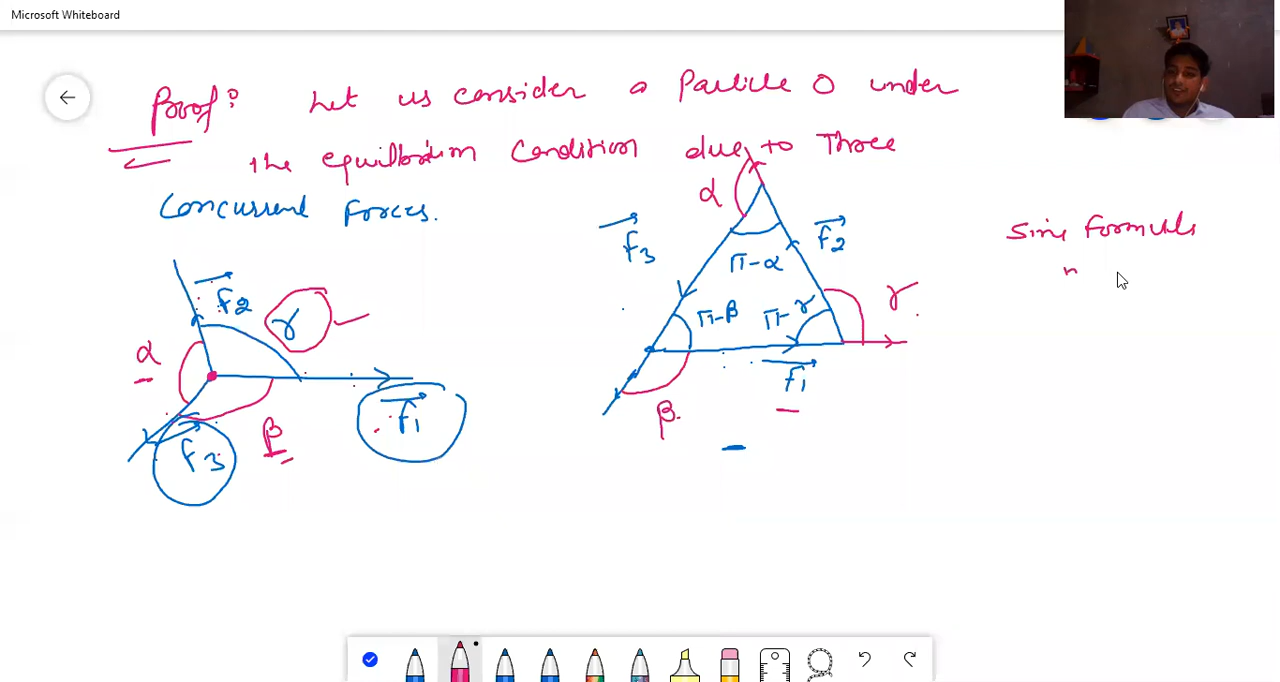 Microsoft Whiteboard
Proof: Let us consider a Particle O under
the equilibrium Condition due to Three
Concurrent Forces.
α
F3
F2
Sine Formula
π-α
n
F2
γ
π-β
π-γ
γ.
α
F1
β
F1
β
F3